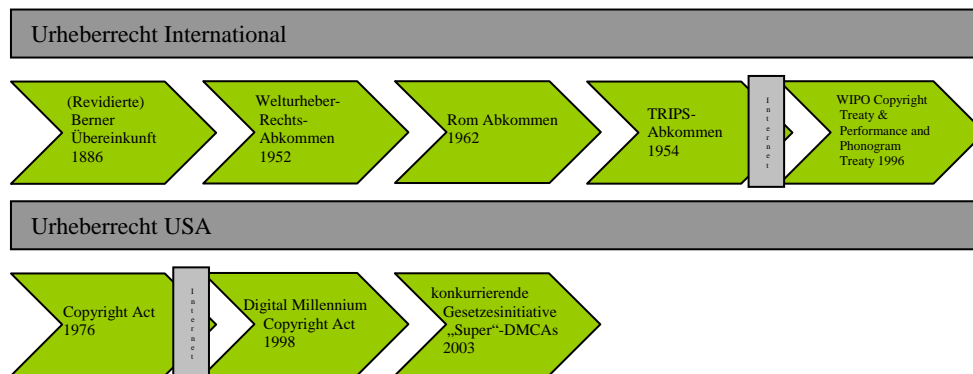 Urheberrecht International
(Revidierte)
Berner
Übereinkunft
1886
Welturheber-
Rechts-
Abkommen
1952
Rom Abkommen
1962
TRIPS-
Abkommen
1954
Internet
WIPO Copyright
Treaty &
Performance and
Phonogram
Treaty 1996
Urheberrecht USA
Copyright Act
1976
Internet
Digital Millennium
Copyright Act
1998
konkurrierende
Gesetzesinitiative
„Super“-DMCAs
2003